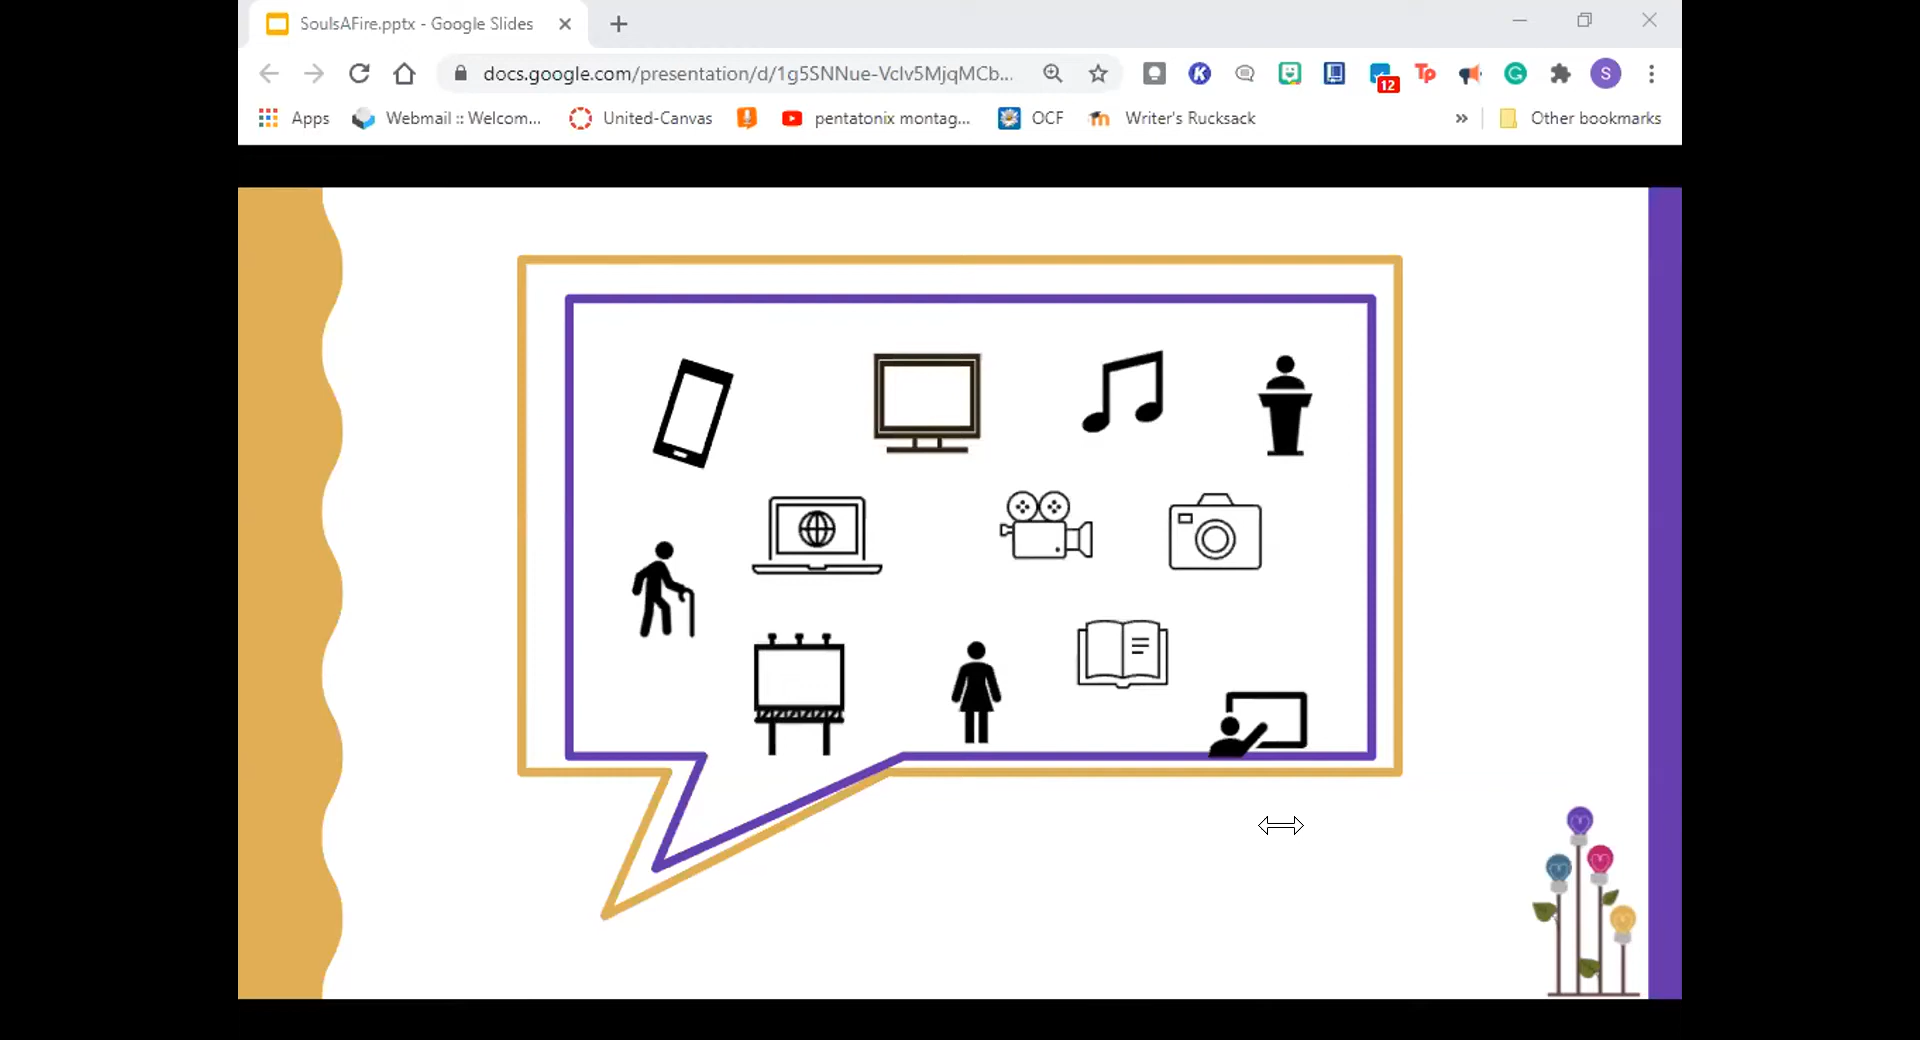 SoulsAFire.pptx - Google Slides
docs.google.com/presentation/d/1g5SNNue-Vclv5MjqMCb...
K
12
Tp
G
S
Apps
Webmail :: Welcom...
United-Canvas
pentatonix montag...
OCF
Writer's Rucksack
»
Other bookmarks